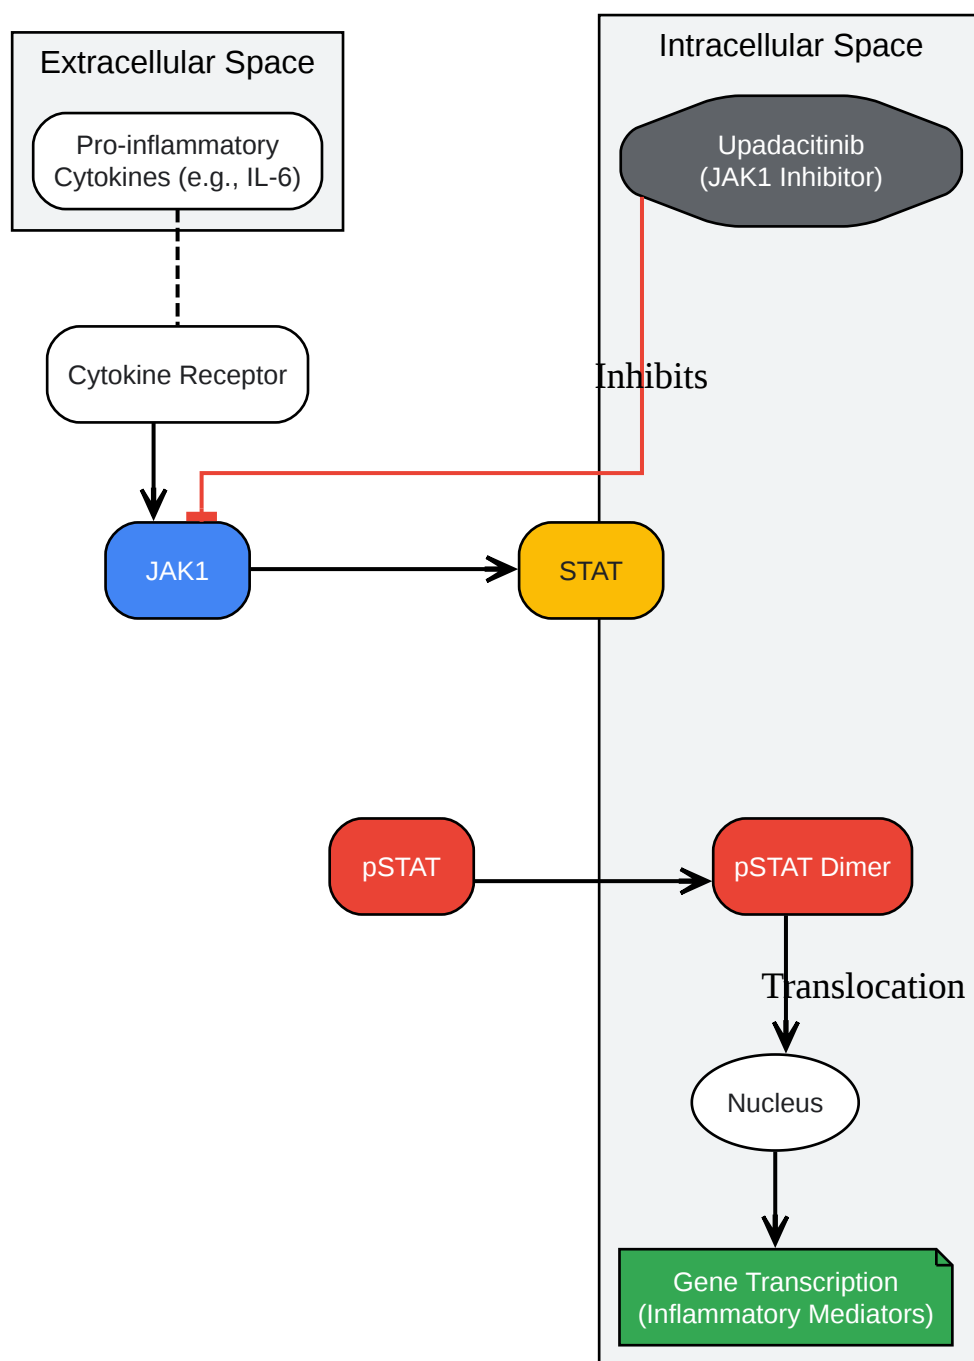 Extracellular Space
Intracellular Space
Pro-inflammatory
Cytokines (e.g., IL-6)
Upadacitinib
(JAK1 Inhibitor)
Cytokine Receptor
Inhibits
JAK1
STAT
pSTAT
pSTAT Dimer
Translocation
Nucleus
Gene Transcription
(Inflammatory Mediators)